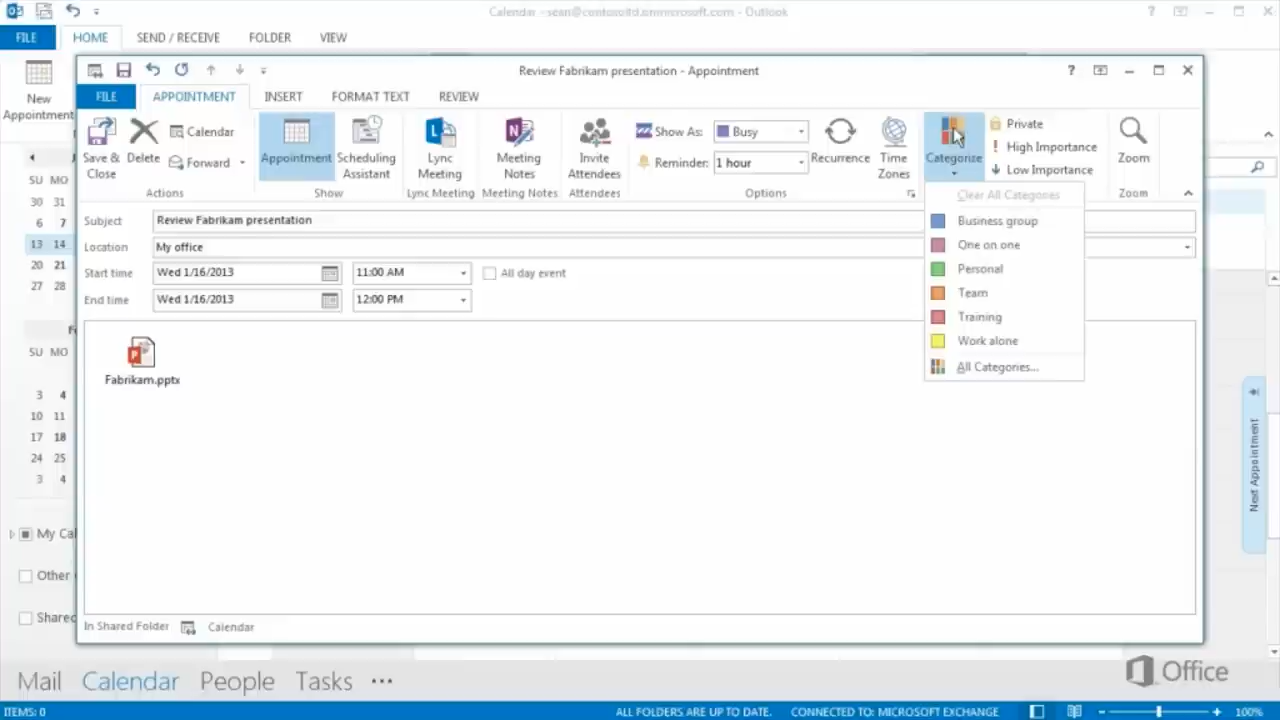 Calendar - sean@contosoltd.onmicrosoft.com - Outlook
FILE HOME SEND / RECEIVE FOLDER VIEW
New
Appointment
Review Fabrikam presentation - Appointment
FILE APPOINTMENT INSERT FORMAT TEXT REVIEW
Save &
Close
Delete
Calendar
Forward
Actions
Appointment
Scheduling
Assistant
Show
Lync
Meeting
Lync Meeting
Meeting
Notes
Meeting Notes
Invite
Attendees
Attendees
Show As: Busy
Reminder: 1 hour
Recurrence
Time
Zones
Options
Categorize
Private
High Importance
Low Importance
Zoom
Zoom
Clear All Categories
Business group
One on one
Personal
Team
Training
Work alone
All Categories...
Subject Review Fabrikam presentation
Location My office
Start time Wed 1/16/2013 11:00 AM All day event
End time Wed 1/16/2013 12:00 PM
Fabrikam.pptx
In Shared Folder Calendar
SU MO
30 31
6 7
13 14
20 21
27 28
SU MO
3 4
10 11
17 18
24 25
3 4
My Cal
Other
Shared
Next Appointment
Mail Calendar People Tasks •••
Office
ITEMS: 0 ALL FOLDERS ARE UP TO DATE. CONNECTED TO: MICROSOFT EXCHANGE 100%